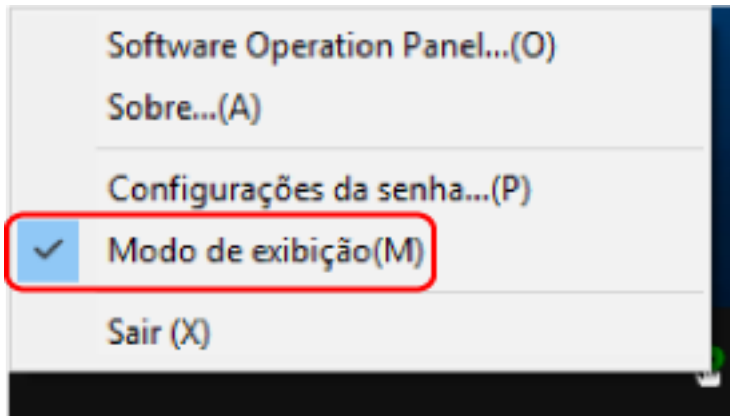 Software Operation Panel...(O)
Sobre...(A)
Configurações da senha...(P)
Modo de exibição(M)
Sair (X)